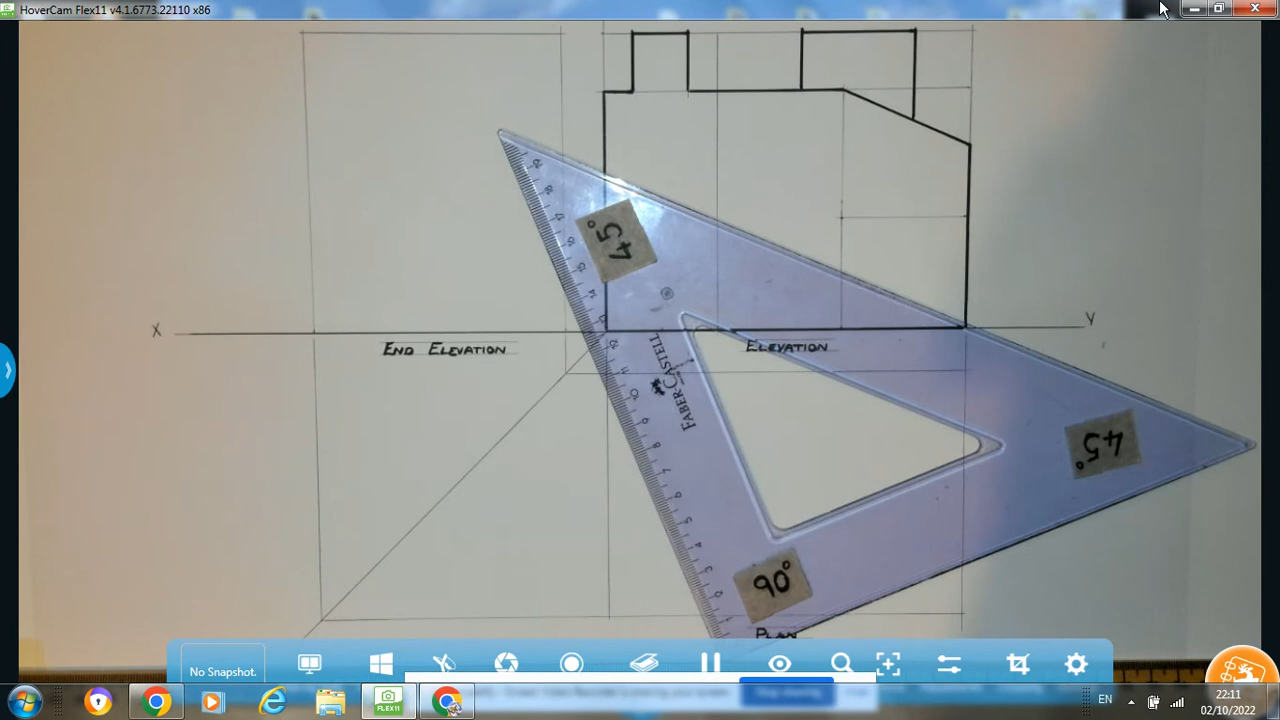 HoverCam Flex11 v4.1.6773.22110 x86
X
Y
END ELEVATION
ELEVATION
PLAN
45°
45°
90°
FABER-CASTELL
No Snapshot.
FLEX11
EN
22:11
02/10/2022